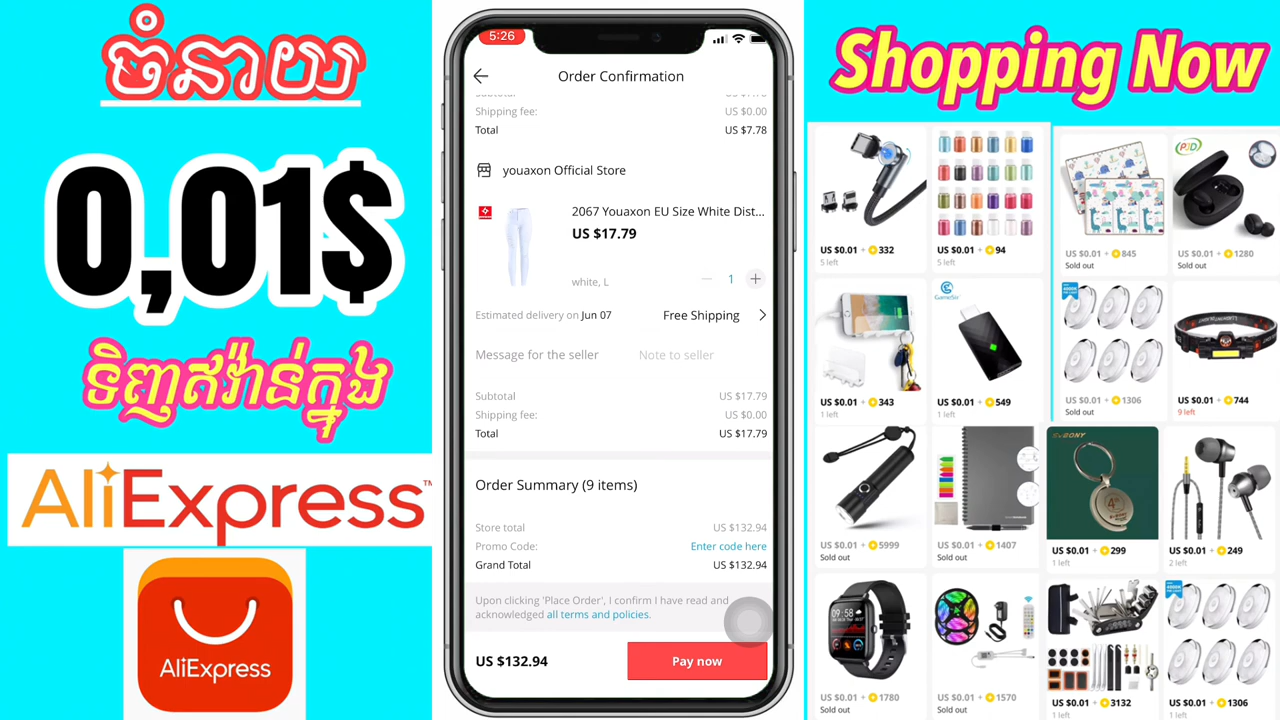 ចំនាយ
0,01$
ទិញឥវ៉ាន់ក្នុង
AliExpress™
AliExpress
5:26
Order Confirmation
Shipping fee: US $0.00
Total US $7.78
youaxon Official Store
2067 Youaxon EU Size White Dist...
US $17.79
white, L
1
Estimated delivery on Jun 07 Free Shipping
Message for the seller Note to seller
Subtotal US $17.79
Shipping fee: US $0.00
Total US $17.79
Order Summary (9 items)
Store total US $132.94
Promo Code: Enter code here
Grand Total US $132.94
Upon clicking 'Place Order', I confirm I have read and
acknowledged all terms and policies.
US $132.94 Pay now
Shopping Now
US $0.01 + 332
5 left
US $0.01 + 94
5 left
US $0.01 + 845
Sold out
PJD
US $0.01 + 1280
Sold out
US $0.01 + 343
1 left
GameSir
US $0.01 + 549
1 left
US $0.01 + 1306
Sold out
US $0.01 + 744
9 left
US $0.01 + 5999
Sold out
US $0.01 + 1407
Sold out
US $0.01 + 299
1 left
US $0.01 + 249
2 left
09:58
US $0.01 + 1780
Sold out
US $0.01 + 1570
Sold out
US $0.01 + 3132
1 left
US $0.01 + 1306
1 left